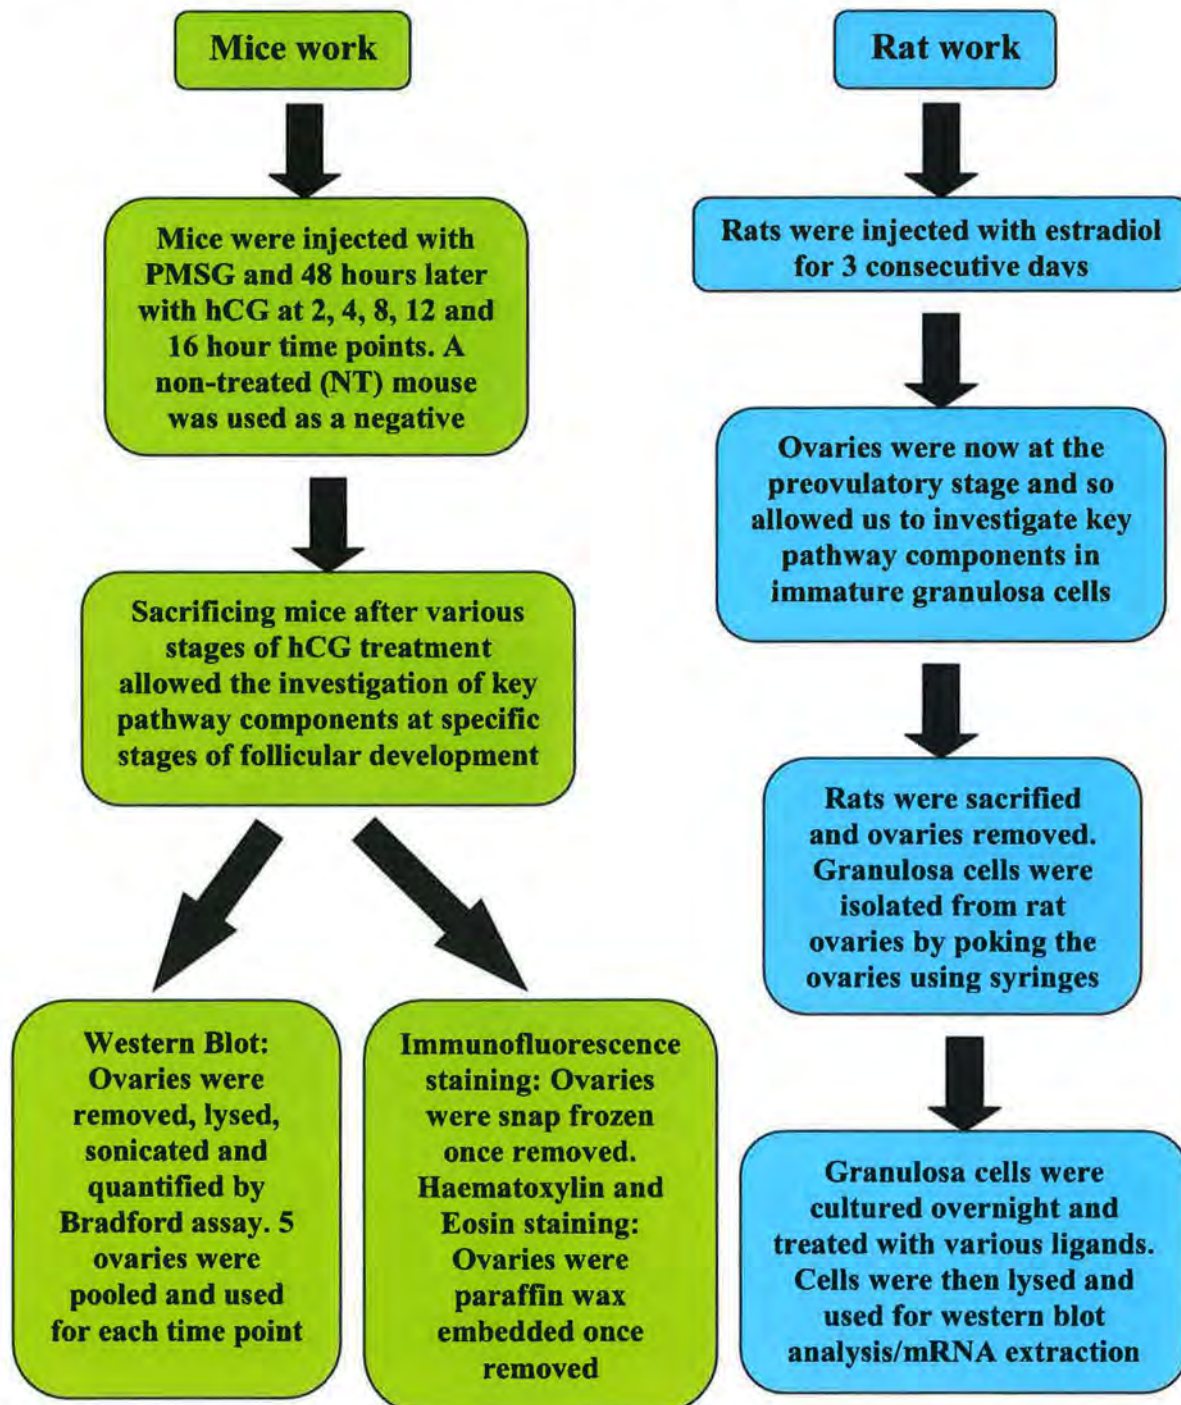 Mice work
Mice were injected with
PMSG and 48 hours later
with hCG at 2, 4, 8, 12 and
16 hour time points. A
non-treated (NT) mouse
was used as a negative
Sacrificing mice after various
stages of hCG treatment
allowed the investigation of key
pathway components at specific
stages of follicular development
Western Blot:
Ovaries were
removed, lysed,
sonicated and
quantified by
Bradford assay. 5
ovaries were
pooled and used
for each time point
Immunofluorescence
staining: Ovaries
were snap frozen
once removed.
Haematoxylin and
Eosin staining:
Ovaries were
paraffin wax
embedded once
removed
Rat work
Rats were injected with estradiol
for 3 consecutive days
Ovaries were now at the
preovulatory stage and so
allowed us to investigate key
pathway components in
immature granulosa cells
Rats were sacrified
and ovaries removed.
Granulosa cells were
isolated from rat
ovaries by poking the
ovaries using syringes
Granulosa cells were
cultured overnight and
treated with various ligands.
Cells were then lysed and
used for western blot
analysis/mRNA extraction